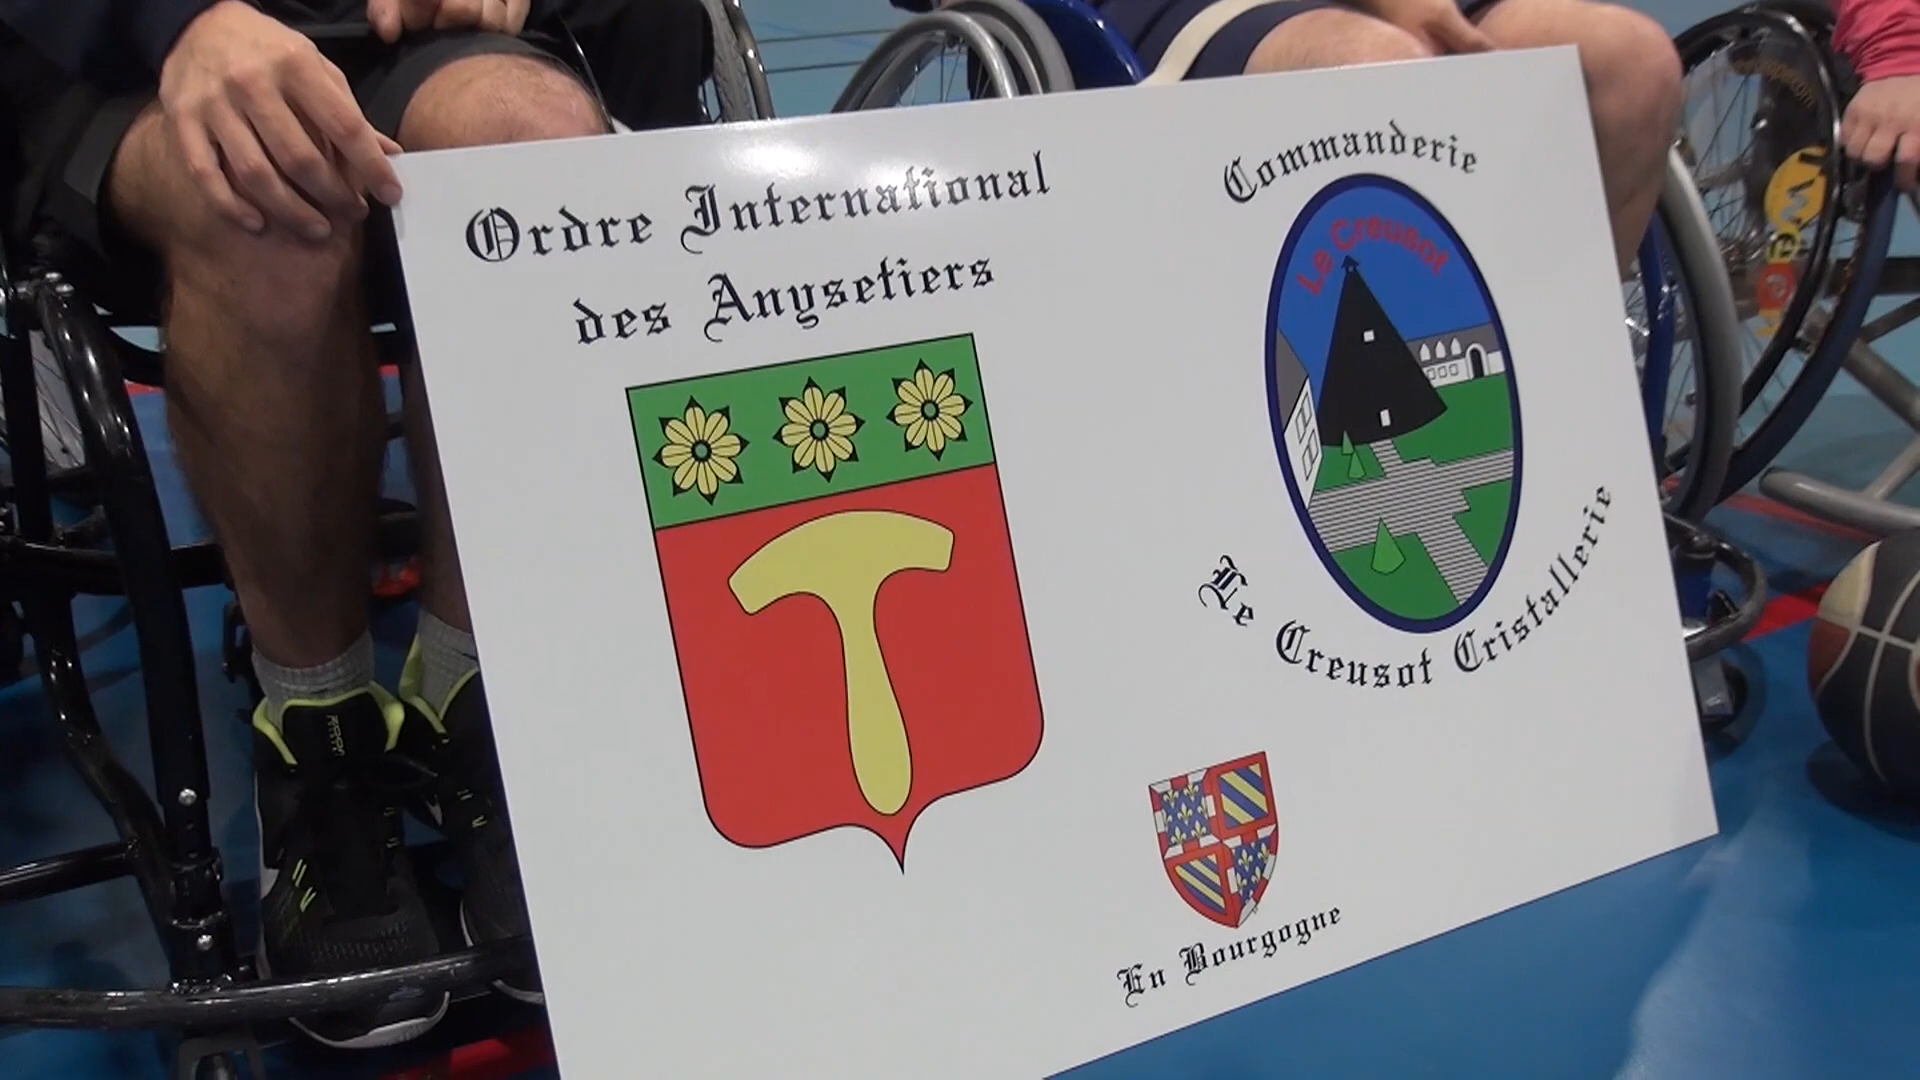 Ordre International
des Anysetiers
Commanderie
Le Creusot
Le Creusot Cristallerie
En Bourgogne